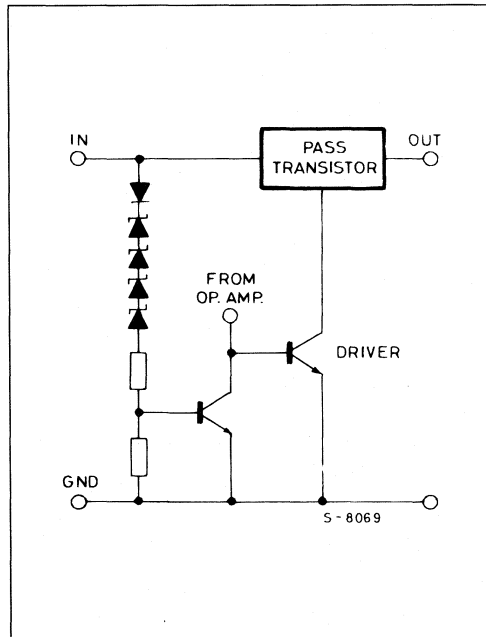 IN
PASS
TRANSISTOR
OUT
FROM
OP. AMP.
DRIVER
GND
S-8069